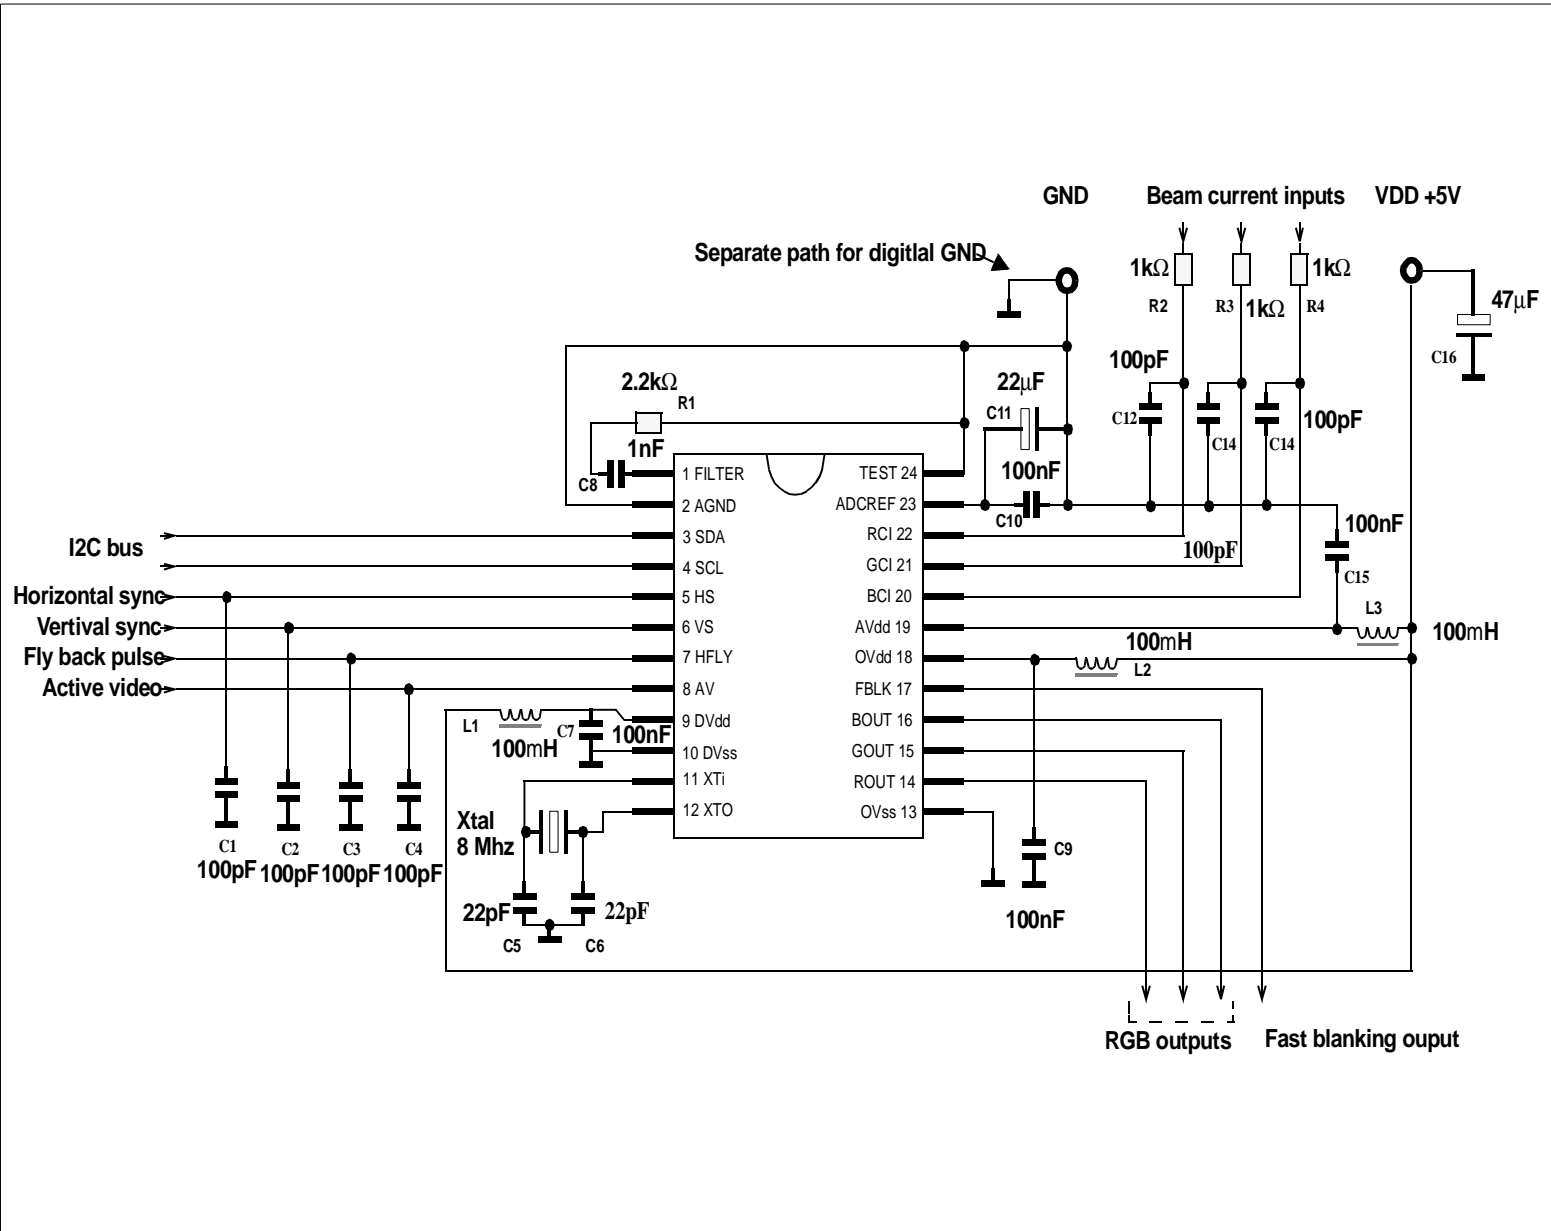 GND
Beam current inputs
VDD +5V
Separate path for digitlal GND
1kΩ
1kΩ
47µF
R2
R3
1kΩ
R4
C16
100pF
2.2kΩ
22µF
R1
C11
C12
C14
C14
100pF
1nF
100nF
C8
1 FILTER
TEST 24
2 AGND
ADCREF 23
C10
100nF
3 SDA
RCI 22
I2C bus
100pF
4 SCL
GCI 21
C15
Horizontal sync
5 HS
BCI 20
L3
Vertival sync
6 VS
AVdd 19
100mH
100mH
Fly back pulse
7 HFLY
OVdd 18
L2
Active video
8 AV
FBLK 17
L1
C7
100nF
9 DVdd
BOUT 16
100mH
10 DVss
GOUT 15
11 XTi
ROUT 14
12 XTO
OVss 13
Xtal
8 Mhz
C1
C2
C3
C4
C9
100pF
100pF
100pF
100pF
22pF
22pF
100nF
C5
C6
RGB outputs
Fast blanking ouput